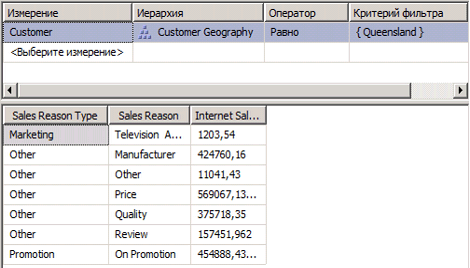 Измерение Иерархия Оператор Критерий фильтра
Customer Customer Geography Равно { Queensland }
<Выберите измерение>
Sales Reason Type Sales Reason Internet Sal...
Marketing Television A... 1203,54
Other Manufacturer 424760,16
Other Other 11041,43
Other Price 569067,13...
Other Quality 375718,35
Other Review 157451,962
Promotion On Promotion 454888,43...